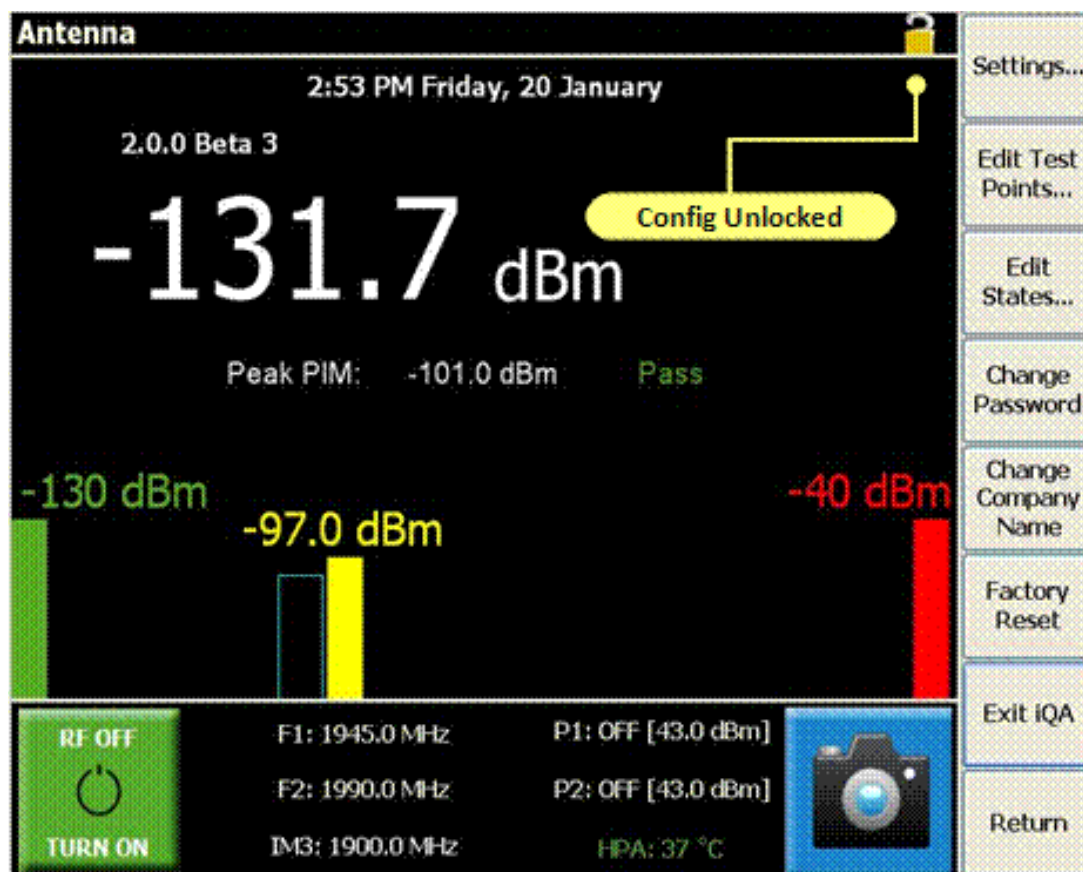 Antenna
2:53 PM Friday, 20 January
2.0.0 Beta 3
Config Unlocked
-131.7 dBm
Peak PIM: -101.0 dBm Pass
-130 dBm
-97.0 dBm
-40 dBm
RF OFF
TURN ON
F1: 1945.0 MHz
F2: 1990.0 MHz
IM3: 1900.0 MHz
P1: OFF [43.0 dBm]
P2: OFF [43.0 dBm]
HPA: 37 °C
Settings...
Edit Test
Points...
Edit
States...
Change
Password
Change
Company
Name
Factory
Reset
Exit iQA
Return